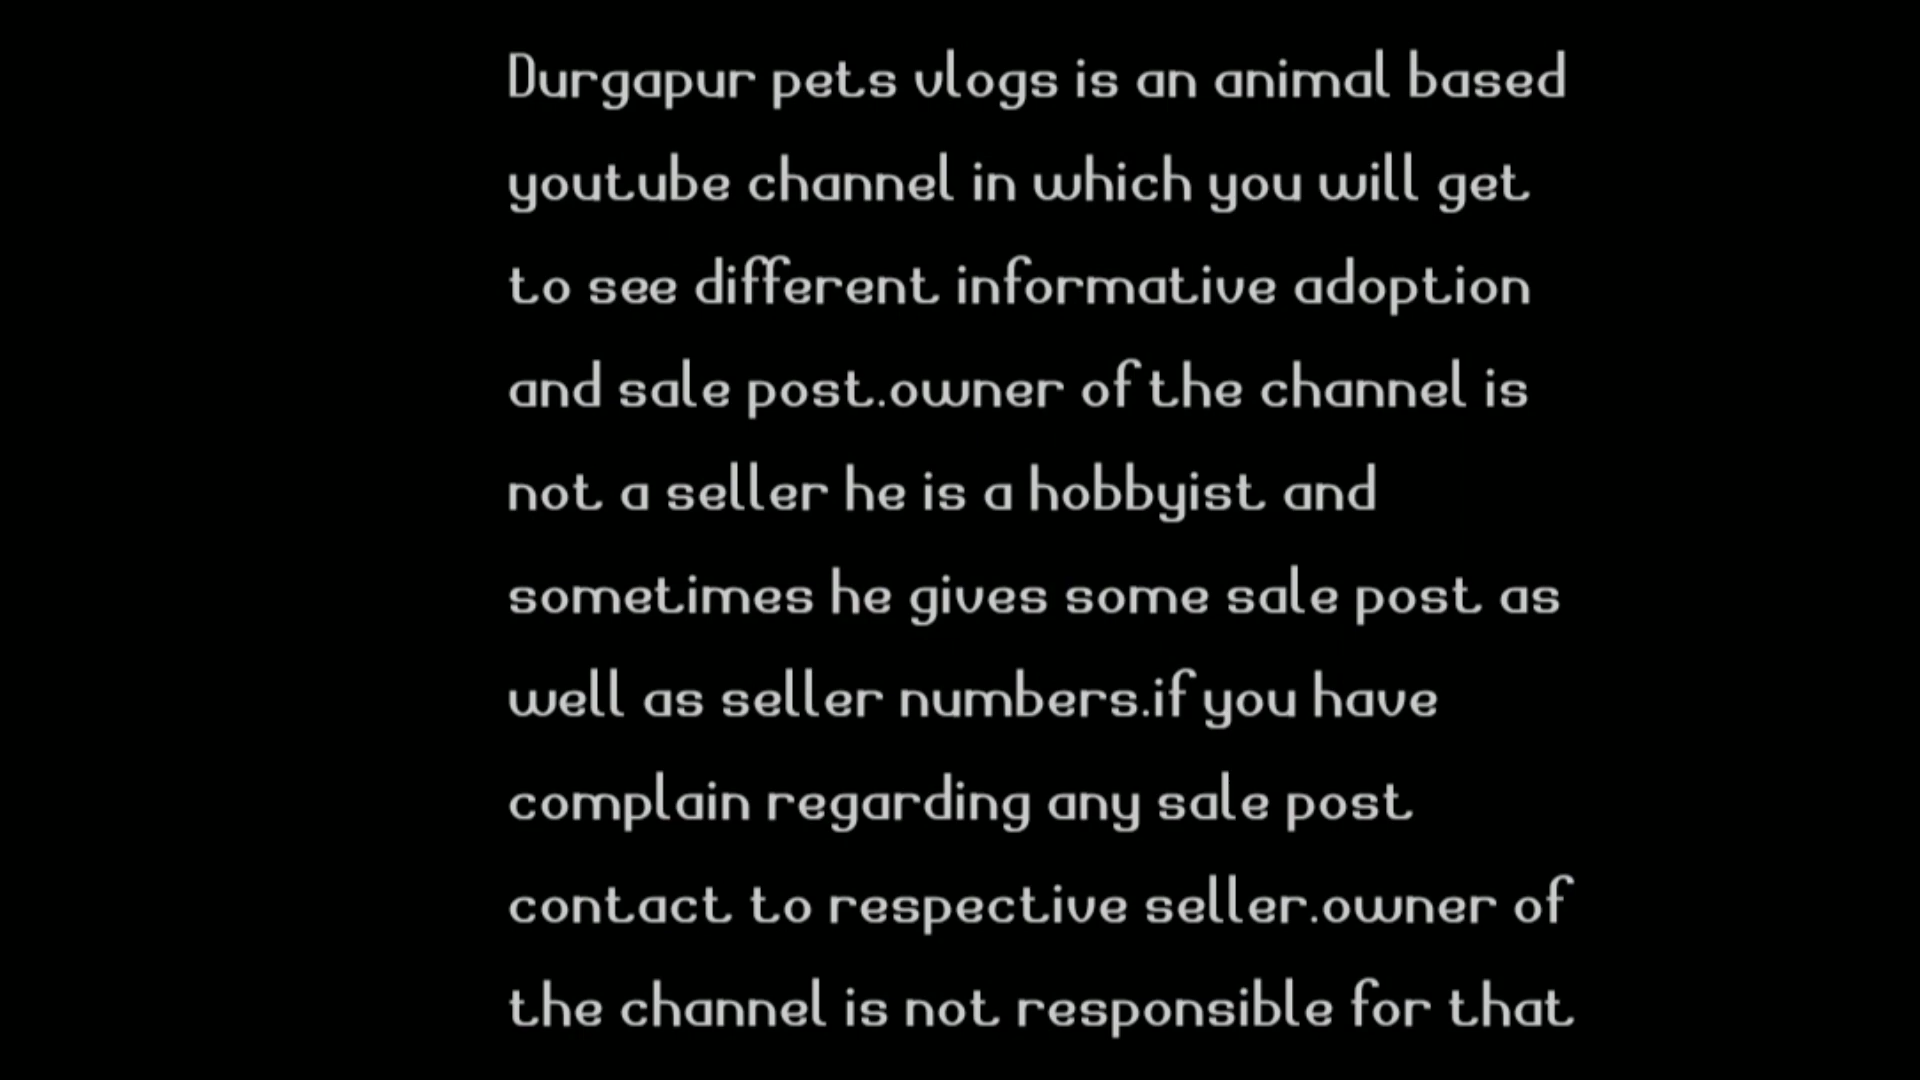 Durgapur pets vlogs is an animal based
youtube channel in which you will get
to see different informative adoption
and sale post.owner of the channel is
not a seller he is a hobbyist and
sometimes he gives some sale post as
well as seller numbers.if you have
complain regarding any sale post
contact to respective seller.owner of
the channel is not responsible for that